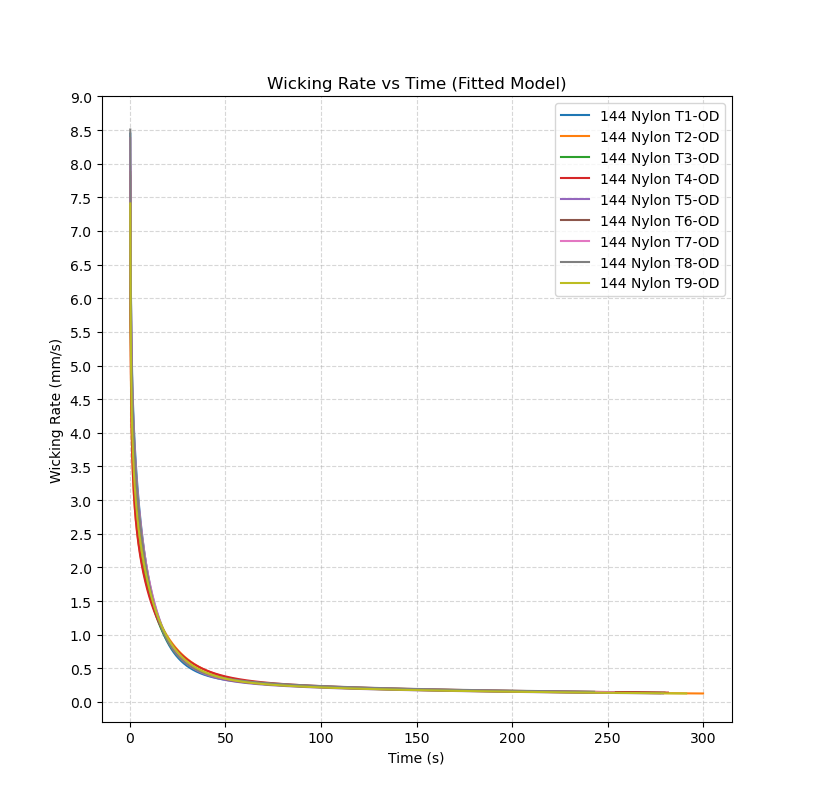 Wicking Rate vs Time (Fitted Model)
9.0
8.5
8.0
7.5
7.0
6.5
6.0
5.5
5.0
4.5
4.0
3.5
3.0
2.5
2.0
1.5
1.0
0.5
0.0
Wicking Rate (mm/s)
144 Nylon T1-OD
144 Nylon T2-OD
144 Nylon T3-OD
144 Nylon T4-OD
144 Nylon T5-OD
144 Nylon T6-OD
144 Nylon T7-OD
144 Nylon T8-OD
144 Nylon T9-OD
0 50 100 150 200 250 300
Time (s)